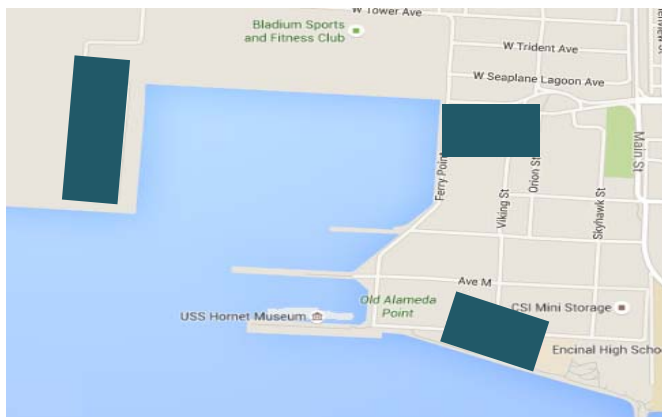 W Tower Ave
Bladium Sports
and Fitness Club
W Trident Ave
W Seaplane Lagoon Ave
Main St
Ferry Point
Orion St
Viking St
Skyhawk St
Ave M
Old Alameda
Point
CSI Mini Storage
USS Hornet Museum
Encinal High Schoo